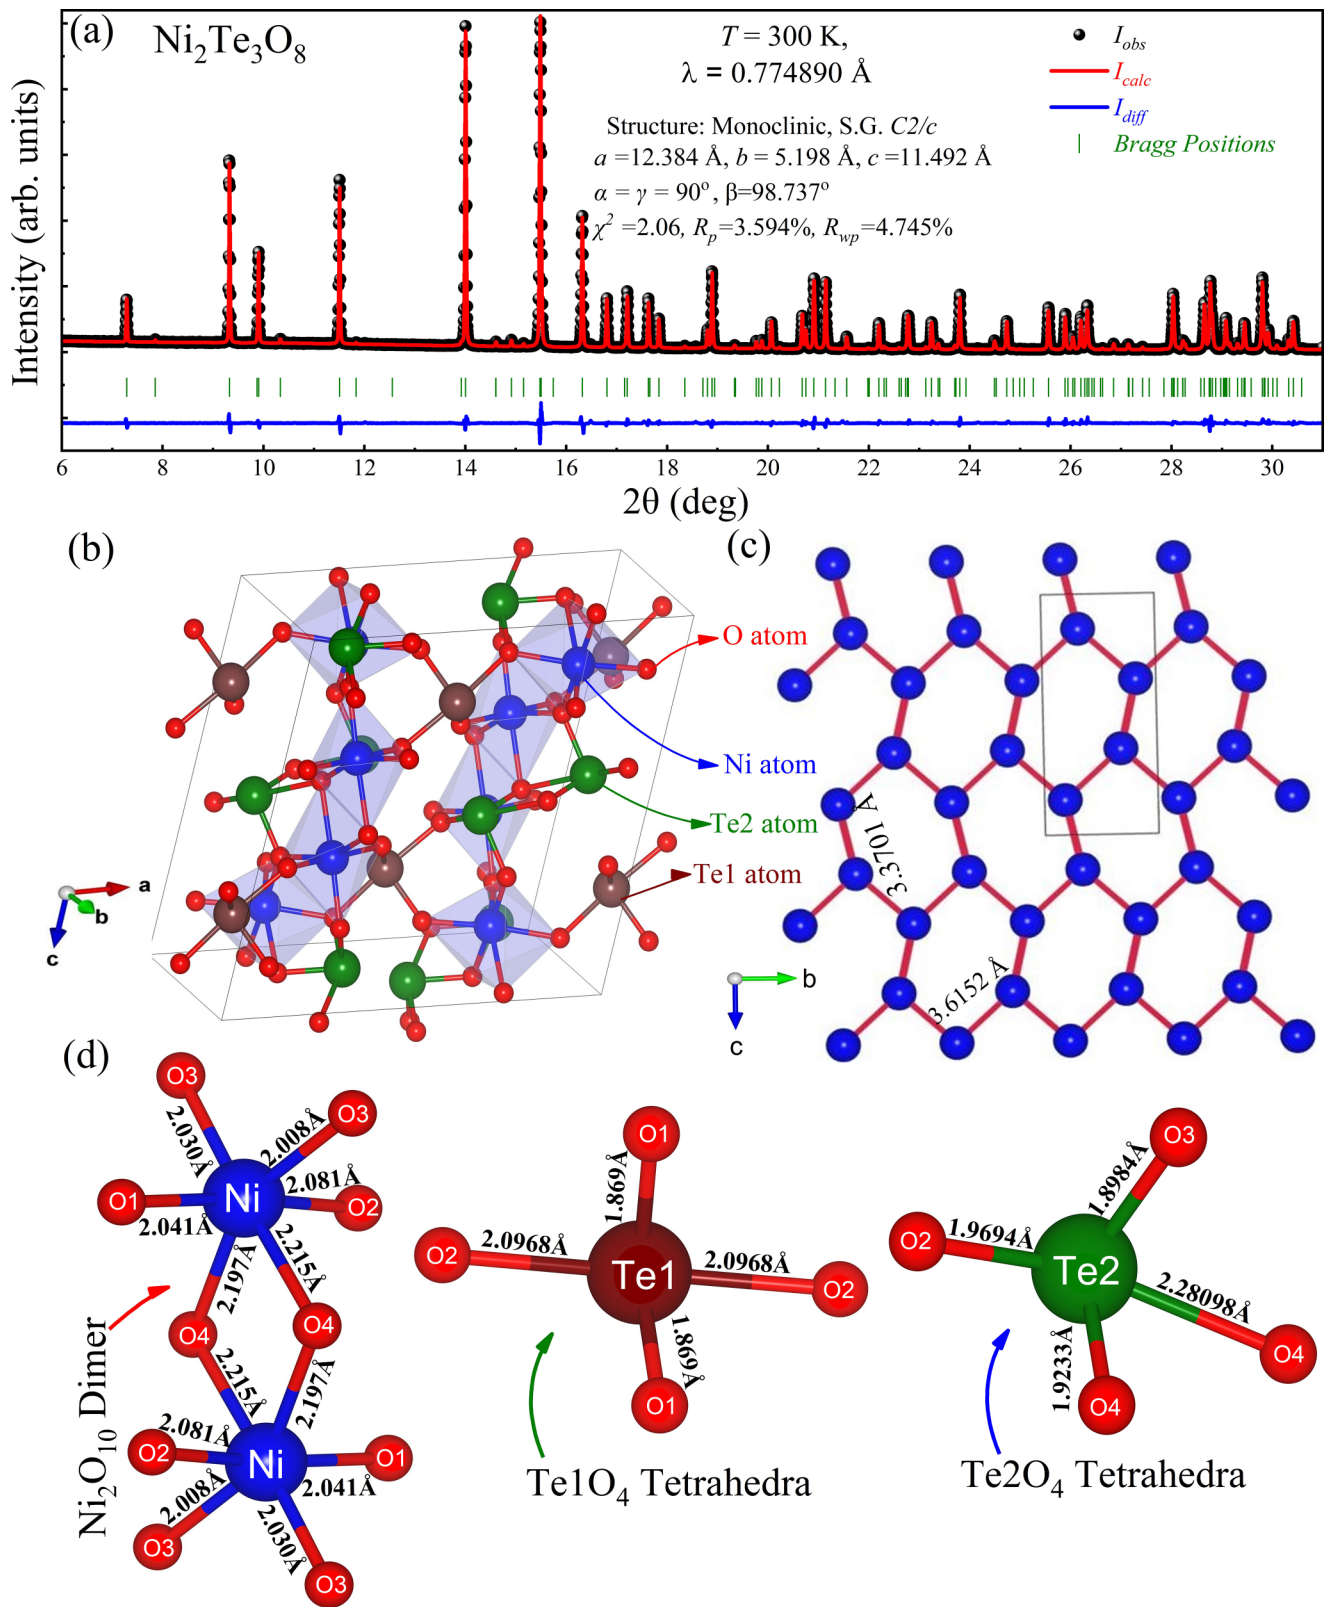 (a)
Ni₂Te₃O₈
T = 300 K,
λ = 0.774890 Å
Structure: Monoclinic, S.G. C2/c
a =12.384 Å, b = 5.198 Å, c =11.492 Å
α = γ = 90°, β=98.737°
χ² =2.06, Rₚ=3.594%, R_wp=4.745%
I_obs
I_calc
I_diff
Bragg Positions
Intensity (arb. units)
6 8 10 12 14 16 18 20 22 24 26 28 30
2θ (deg)
(b)
O atom
Ni atom
Te2 atom
Te1 atom
a
b
c
(c)
3.3701 Å
3.6152 Å
b
c
(d)
O3
O3
2.030Å
2.008Å
Ni
O1
2.041Å
2.081Å
O2
2.197Å
2.215Å
O4
O4
2.215Å
2.197Å
2.081Å
O2
Ni
O1
2.041Å
2.008Å
2.030Å
O3
O3
Ni₂O₁₀ Dimer
O1
1.869Å
O2
2.0968Å
Te1
2.0968Å
O2
1.869Å
O1
Te1O₄ Tetrahedra
O3
1.8984Å
O2
1.9694Å
Te2
2.28098Å
O4
1.9233Å
O4
Te2O₄ Tetrahedra